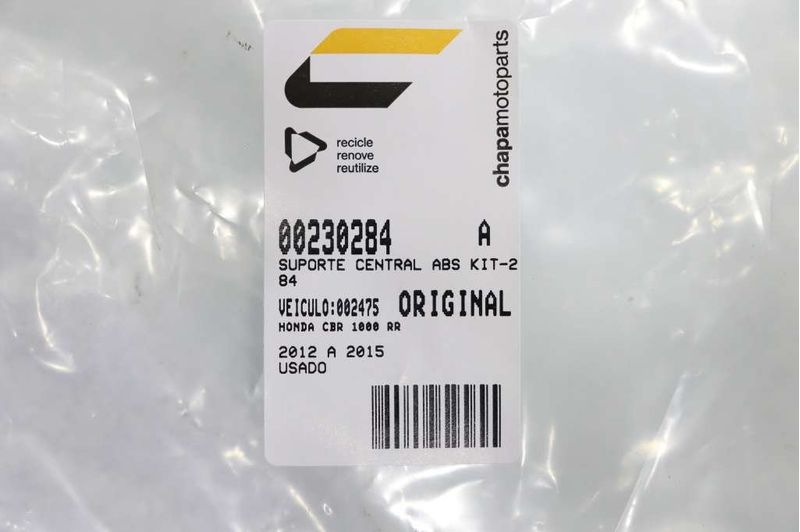 chapamotoparts
recicle
renove
reutilize
00230284 A
SUPORTE CENTRAL ABS KIT-2
84
VEICULO:002475 ORIGINAL
HONDA CBR 1000 RR
2012 A 2015
USADO